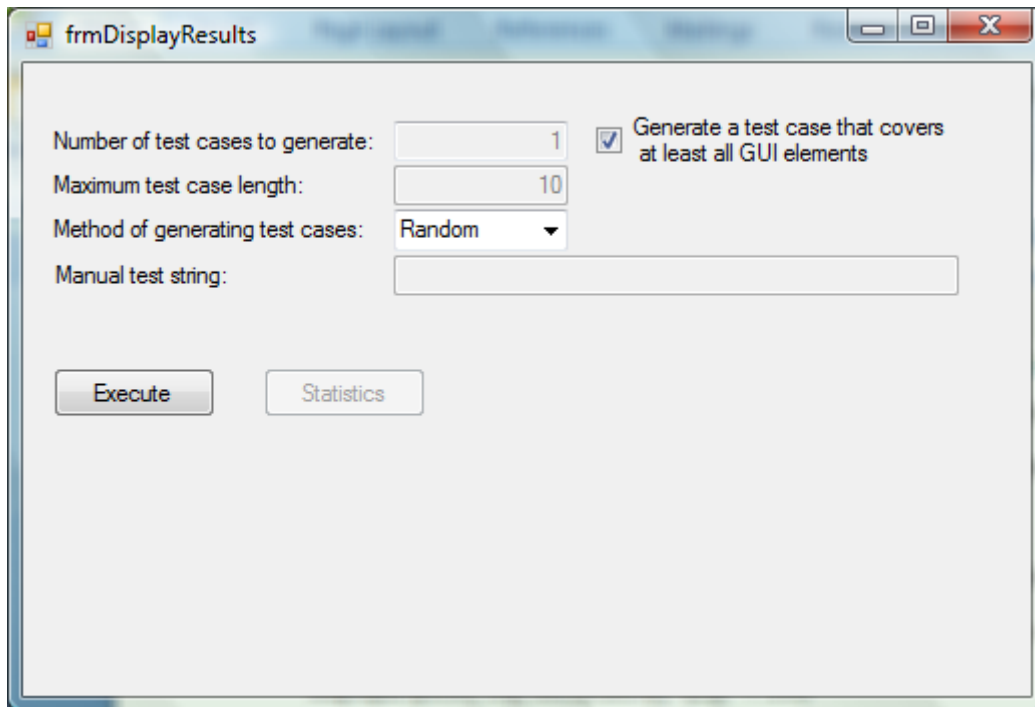 frmDisplayResults
Number of test cases to generate: 1
Generate a test case that covers
at least all GUI elements
Maximum test case length: 10
Method of generating test cases: Random
Manual test string:
Execute Statistics